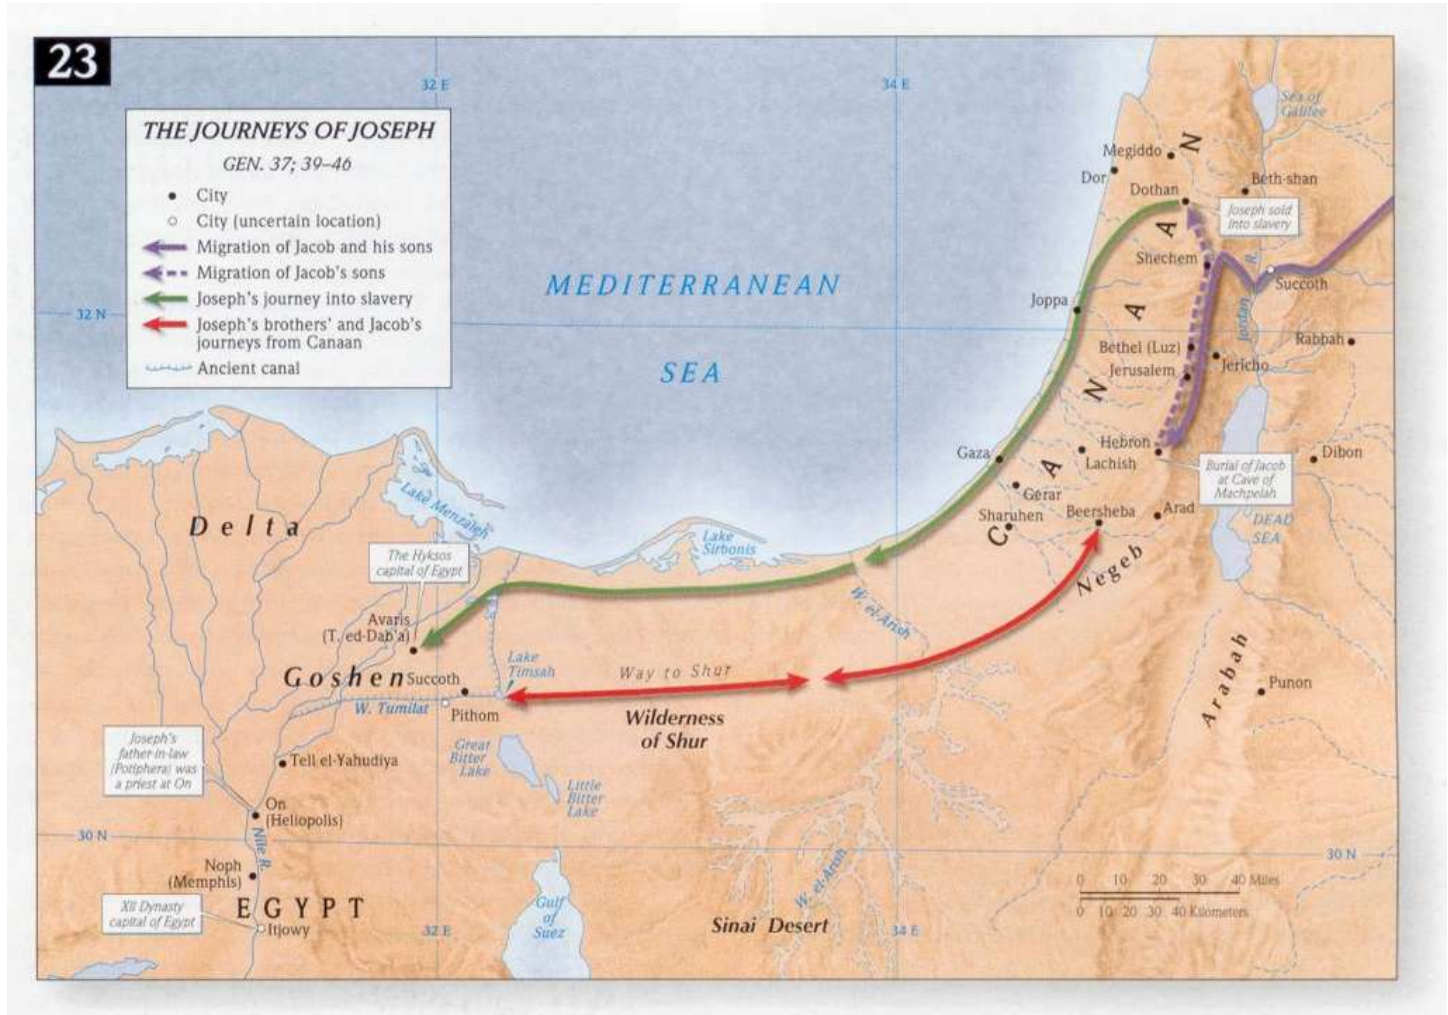 23
32 E
34 E
THE JOURNEYS OF JOSEPH
GEN. 37; 39–46
City
City (uncertain location)
Migration of Jacob and his sons
Migration of Jacob's sons
Joseph's journey into slavery
Joseph's brothers' and Jacob's
journeys from Canaan
Ancient canal
32 N
MEDITERRANEAN
SEA
Sea of
Galilee
Megiddo
Dor
Dothan
Beth-shan
Joseph sold
into slavery
Shechem
Succoth
Jordan R.
Joppa
Bethel (Luz)
Jerusalem
Jericho
Rabbah
CANAAN
Gaza
Hebron
Lachish
Dibon
Burial of Jacob
at Cave of
Machpelah
Gerar
Sharuhen
Beersheba
Arad
DEAD
SEA
Negeb
Arabbah
Punon
Delta
Lake Menzaleh
Lake
Sirbonis
The Hyksos
capital of Egypt
W. el-Arish
Avaris
(T. ed-Dab'a)
Goshen
Succoth
Lake
Timsah
Way to Shur
W. Tumilat
Pithom
Wilderness
of Shur
Great
Bitter
Lake
Little
Bitter
Lake
Joseph's
father-in-law
(Potiphera) was
a priest at On
Tell el-Yahudiya
On
(Heliopolis)
30 N
30 N
Nile R.
Noph
(Memphis)
EGYPT
XII Dynasty
capital of Egypt
Itjowy
32 E
Gulf
of
Suez
W. el-Arish
Sinai Desert
34 E
0 10 20 30 40 Miles
0 10 20 30 40 Kilometers